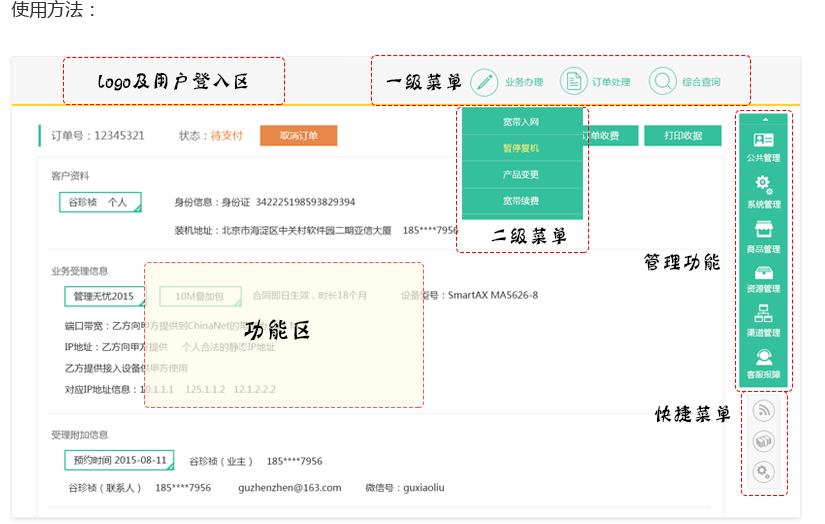 使用方法：
logo及用户登入区
一级菜单 业务办理 订单处理 综合查询
订单号：12345321 状态：待支付 取消订单 宽带入网 订单收费 打印收据
暂停复机
公共管理
客户资料 产品变更
谷珍祯 个人 身份信息：身份证 342225198593829394 宽带续费 系统管理
装机地址：北京市海淀区中关村软件园二期亚信大厦 185****7956 二级菜单
商品管理
管理功能
业务受理信息
资源管理
管理无忧2015 10M叠加包 合同即日生效，时长18个月 设备型号：SmartAX MA5626-8
端口带宽：乙方向甲方提供到ChinaNet的 功能区
渠道管理
IP地址：乙方向甲方提供 个人合法的静态IP地址
乙方提供接入设备供甲方使用
客服报障
对应IP地址信息：10.1.1.1 125.1.1.2 12.1.2.2.2
快捷菜单
受理附加信息
预约时间 2015-08-11 谷珍祯（业主） 185****7956
谷珍祯（联系人） 185****7956 guzhenzhen@163.com 微信号：guxiaoliu